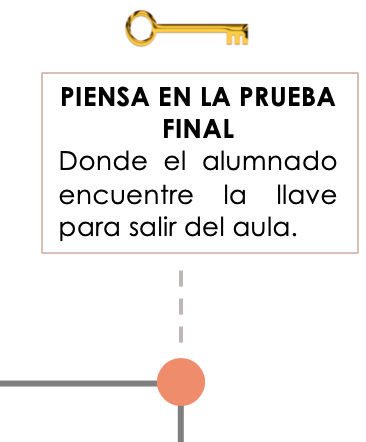 PIENSA EN LA PRUEBA
FINAL
Donde el alumnado
encuentre la llave
para salir del aula.